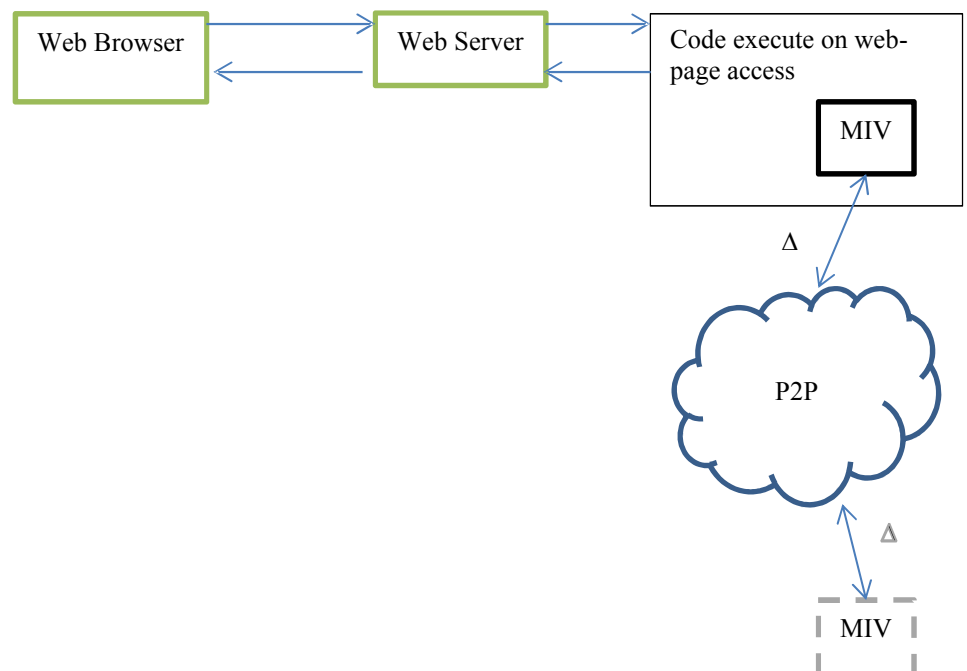 Web Browser
Web Server
Code execute on web-
page access
MIV
Δ
P2P
Δ
MIV